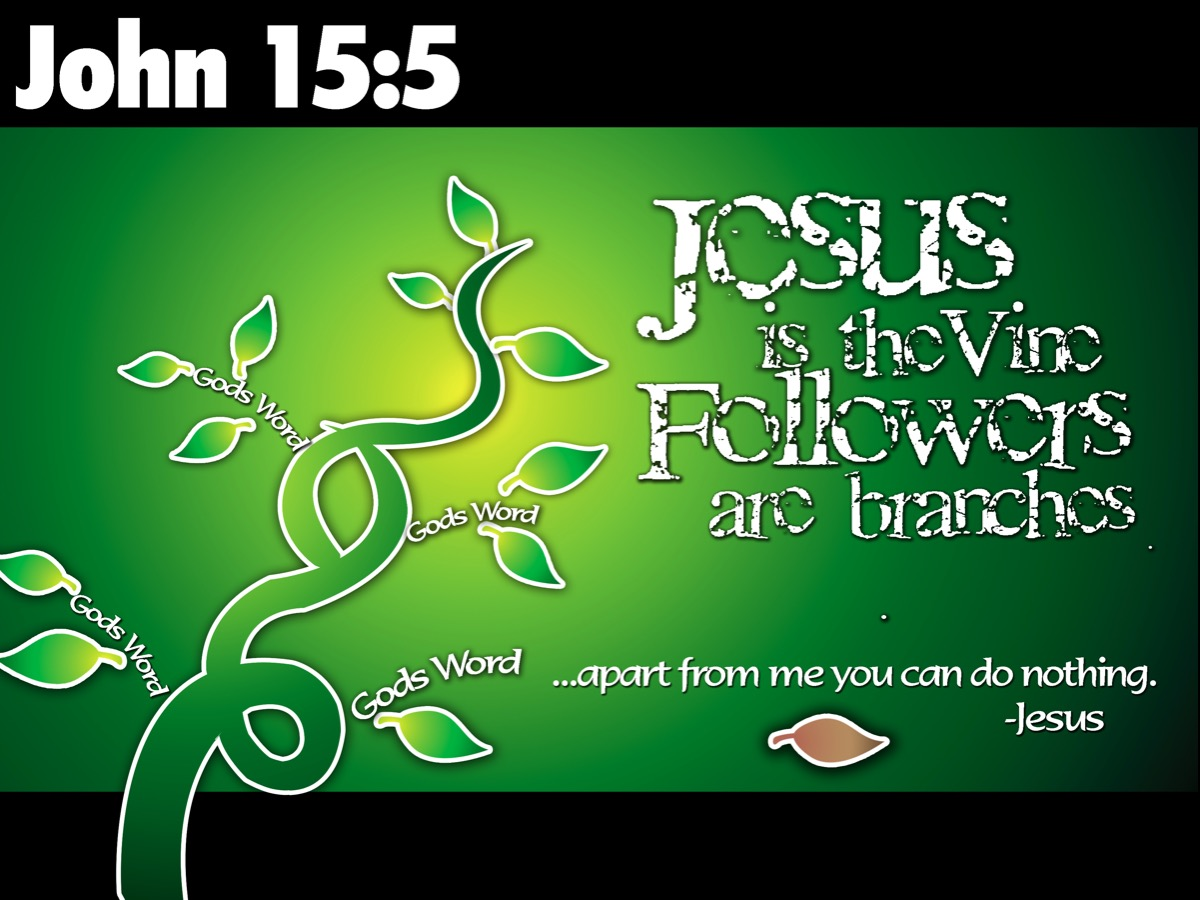 John 15:5
Jesus
is the Vine
Followers
are branches
Gods Word
Gods Word
Gods Word
Gods Word
...apart from me you can do nothing.
-Jesus